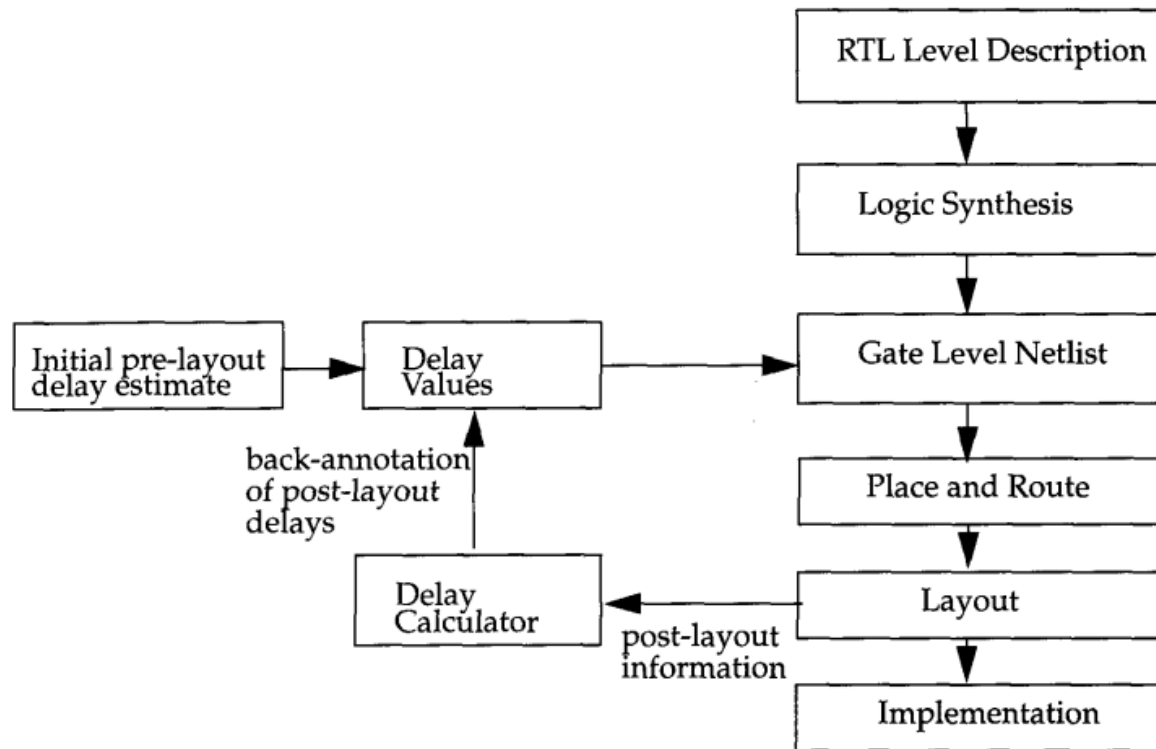 RTL Level Description
Logic Synthesis
Gate Level Netlist
Initial pre-layout
delay estimate
Delay
Values
back-annotation
of post-layout
delays
Place and Route
Delay
Calculator
Layout
post-layout
information
Implementation